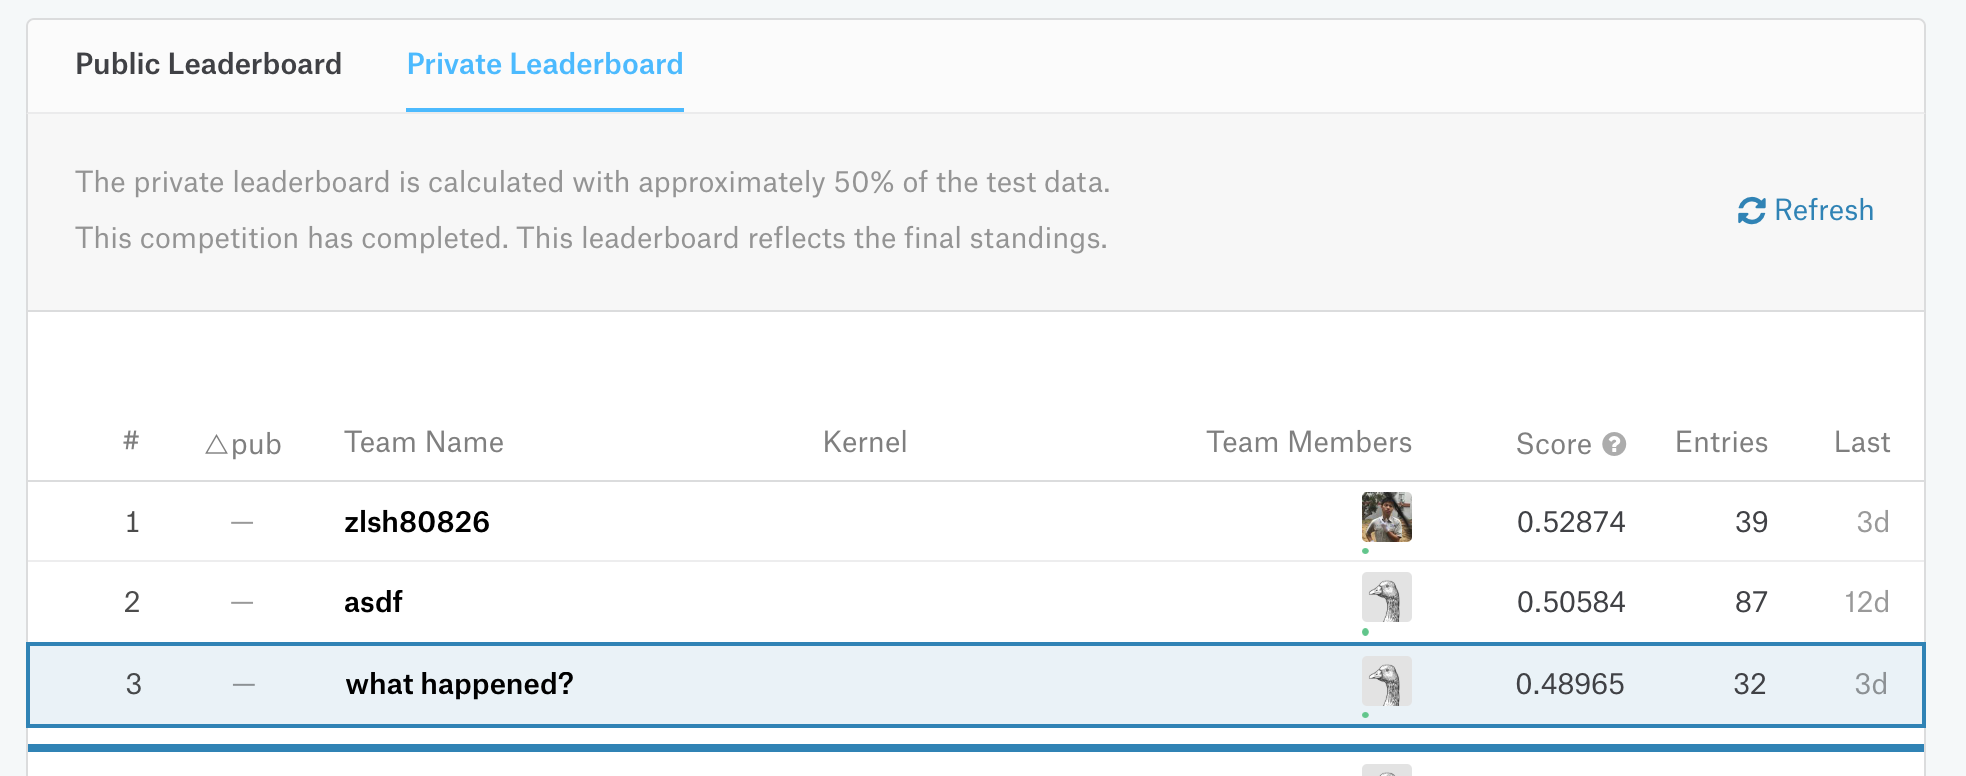 Public Leaderboard Private Leaderboard
The private leaderboard is calculated with approximately 50% of the test data.
This competition has completed. This leaderboard reflects the final standings.
Refresh
# △pub Team Name Kernel Team Members Score ? Entries Last
1 — zlsh80826 0.52874 39 3d
2 — asdf 0.50584 87 12d
3 — what happened? 0.48965 32 3d